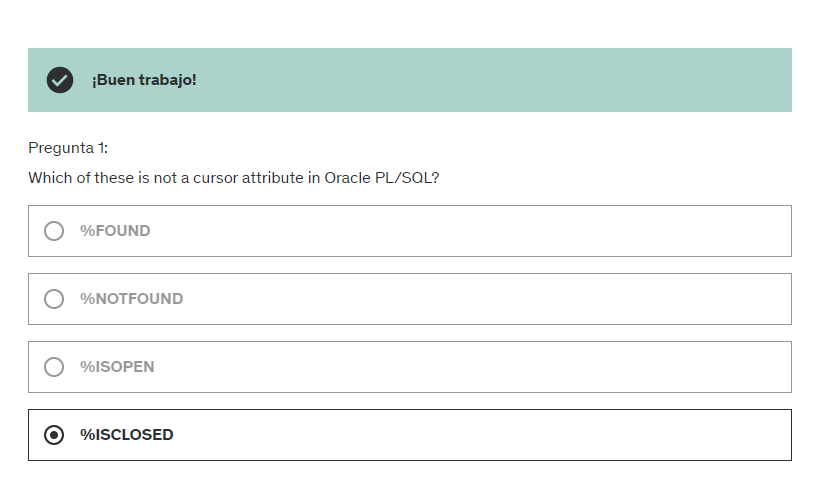 ¡Buen trabajo!
Pregunta 1:
Which of these is not a cursor attribute in Oracle PL/SQL?
%FOUND
%NOTFOUND
%ISOPEN
%ISCLOSED